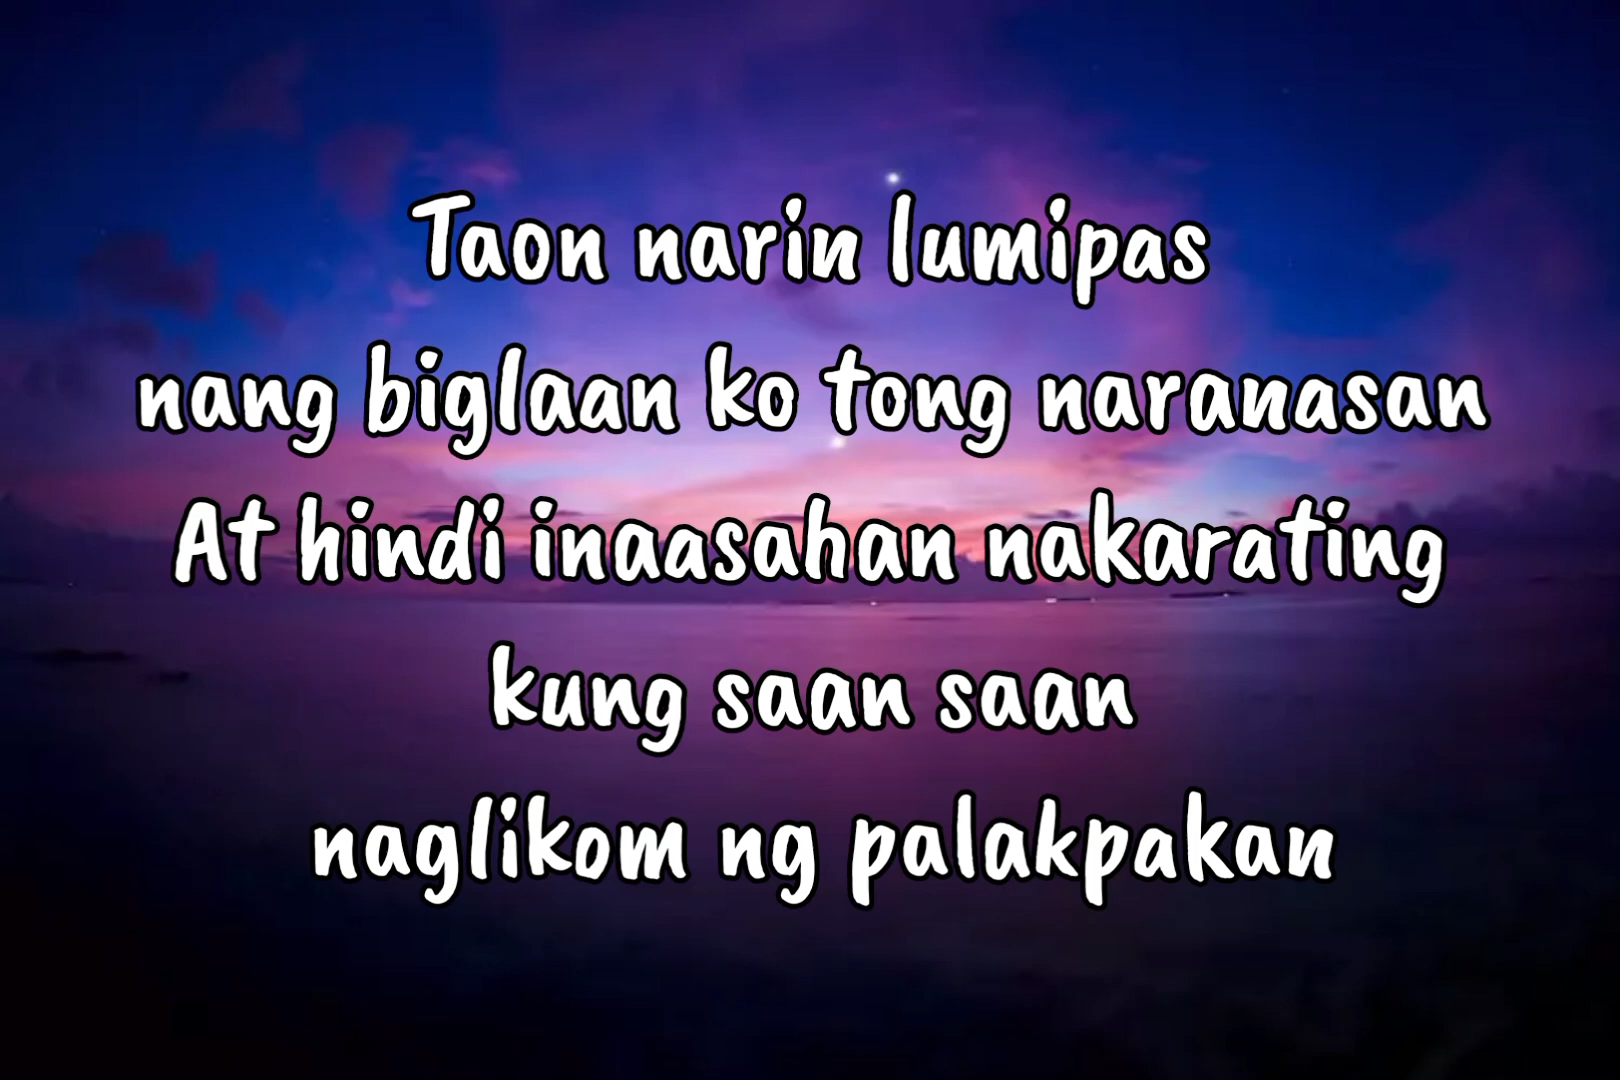 Taon narin lumipas
nang biglaan ko tong naranasan
At hindi inaasahan nakarating
kung saan saan
naglikom ng palakpakan